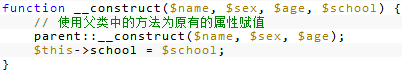 function __construct($name, $sex, $age, $school) {
// 使用父类中的方法为原有的属性赋值
parent::__construct($name, $sex, $age);
$this->school = $school;
}